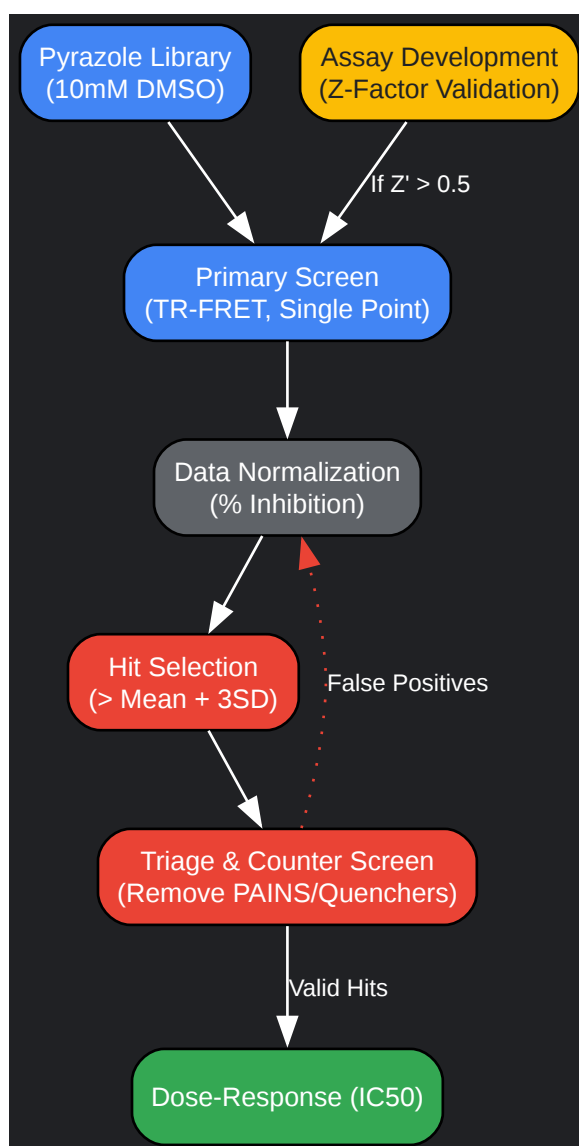 Pyrazole Library
(10mM DMSO)
Assay Development
(Z-Factor Validation)
If Z' > 0.5
Primary Screen
(TR-FRET, Single Point)
Data Normalization
(% Inhibition)
Hit Selection
(> Mean + 3SD)
False Positives
Triage & Counter Screen
(Remove PAINS/Quenchers)
Valid Hits
Dose-Response (IC50)